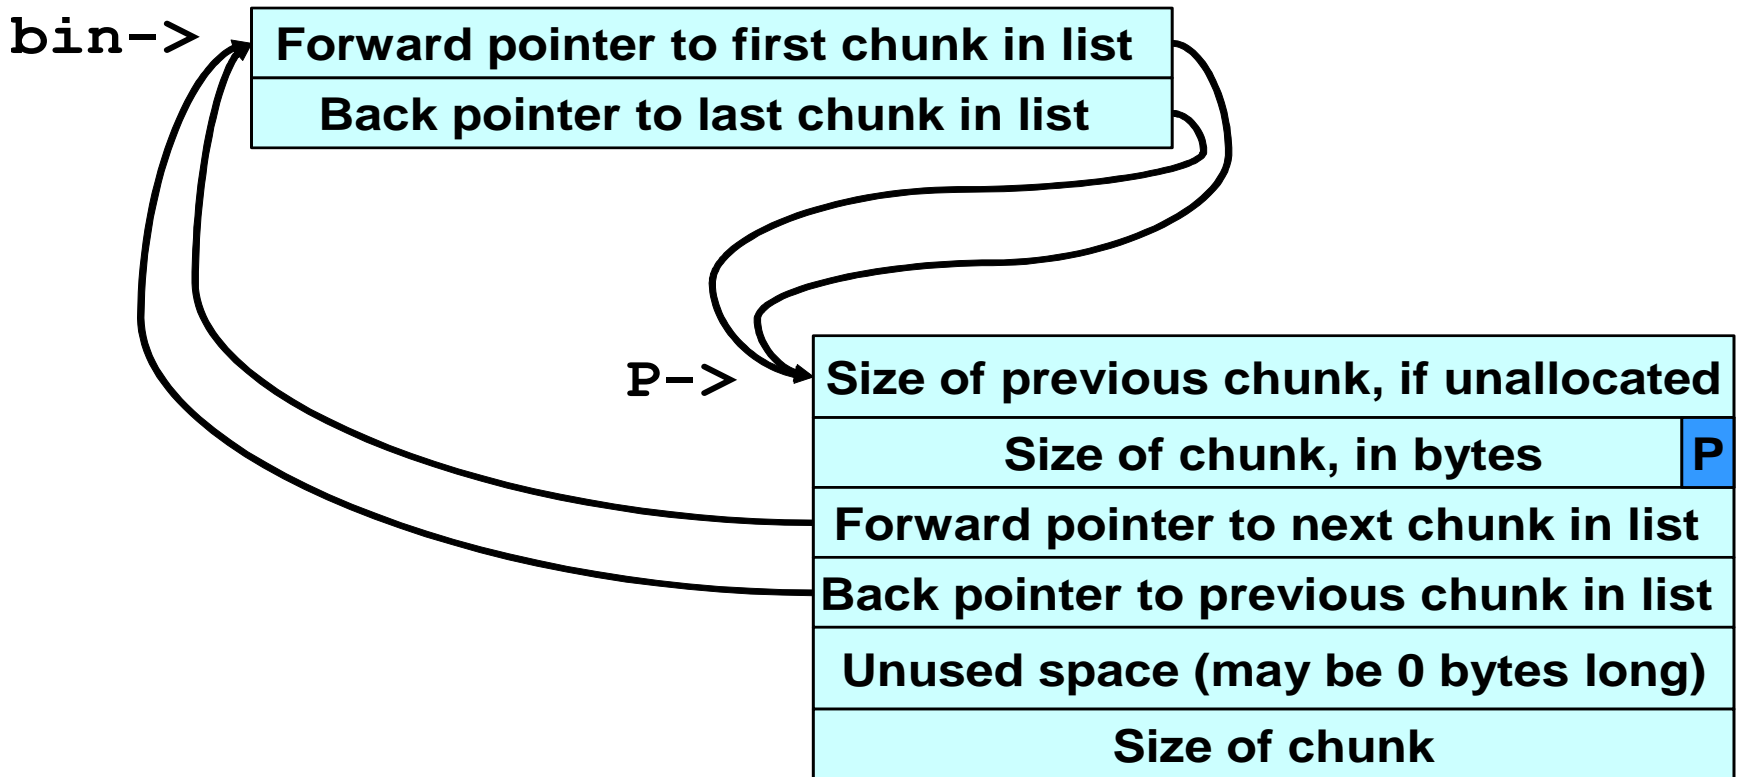 bin->
Forward pointer to first chunk in list
Back pointer to last chunk in list
P->
Size of previous chunk, if unallocated
Size of chunk, in bytes
P
Forward pointer to next chunk in list
Back pointer to previous chunk in list
Unused space (may be 0 bytes long)
Size of chunk